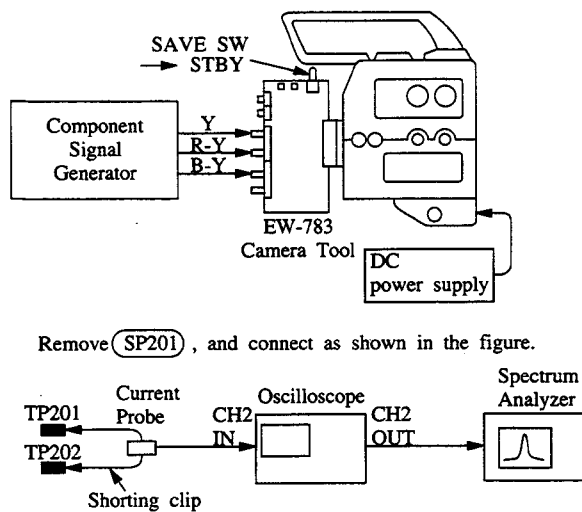 SAVE SW
→ STBY
Component
Signal
Generator
Y
R-Y
B-Y
EW-783
Camera Tool
DC
power supply
Remove SP201 , and connect as shown in the figure.
TP201
TP202
Current
Probe
Shorting clip
CH2
IN
Oscilloscope
CH2
OUT
Spectrum
Analyzer